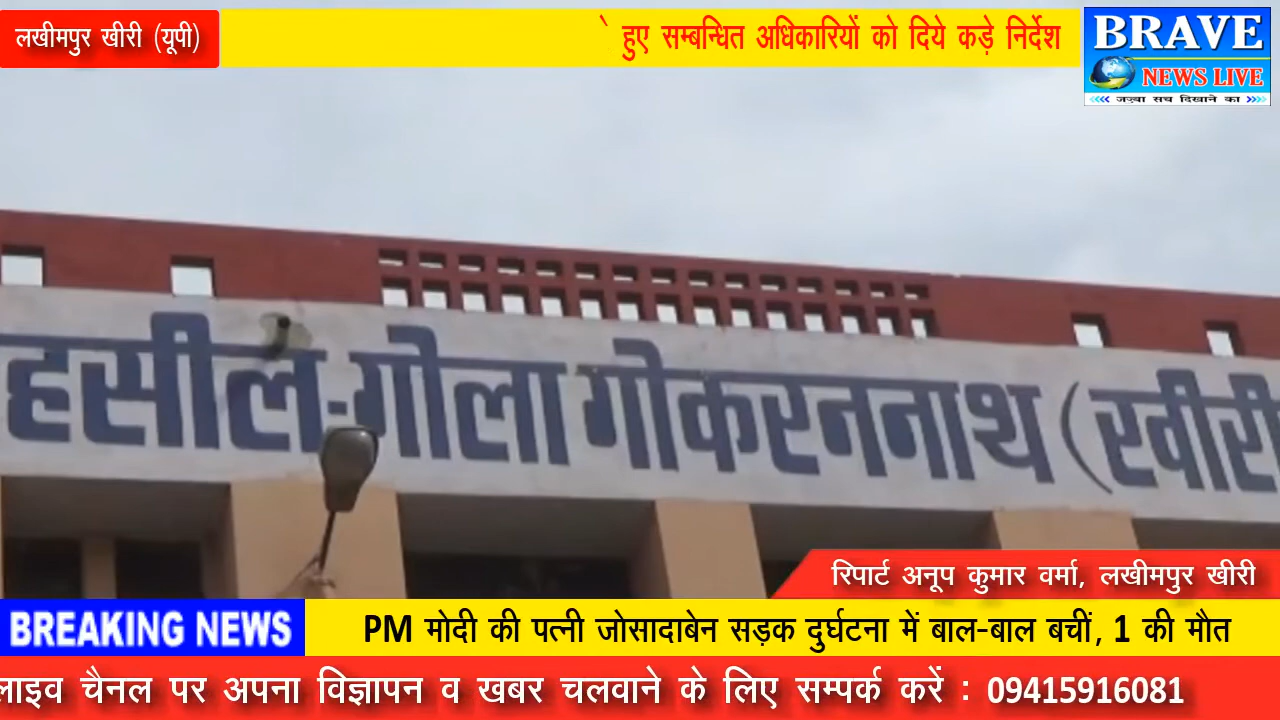 लखीमपुर खीरी (यूपी)
हुए सम्बन्धित अधिकारियों को दिये कड़े निर्देश
BRAVE
NEWS LIVE
जज़्बा सच दिखाने का
हसील-गोला गोकरननाथ (खीरी
रिपार्ट अनूप कुमार वर्मा, लखीमपुर खीरी
BREAKING NEWS
PM मोदी की पत्नी जोसादाबेन सड़क दुर्घटना में बाल-बाल बचीं, 1 की मौत
लाइव चैनल पर अपना विज्ञापन व खबर चलवाने के लिए सम्पर्क करें : 09415916081